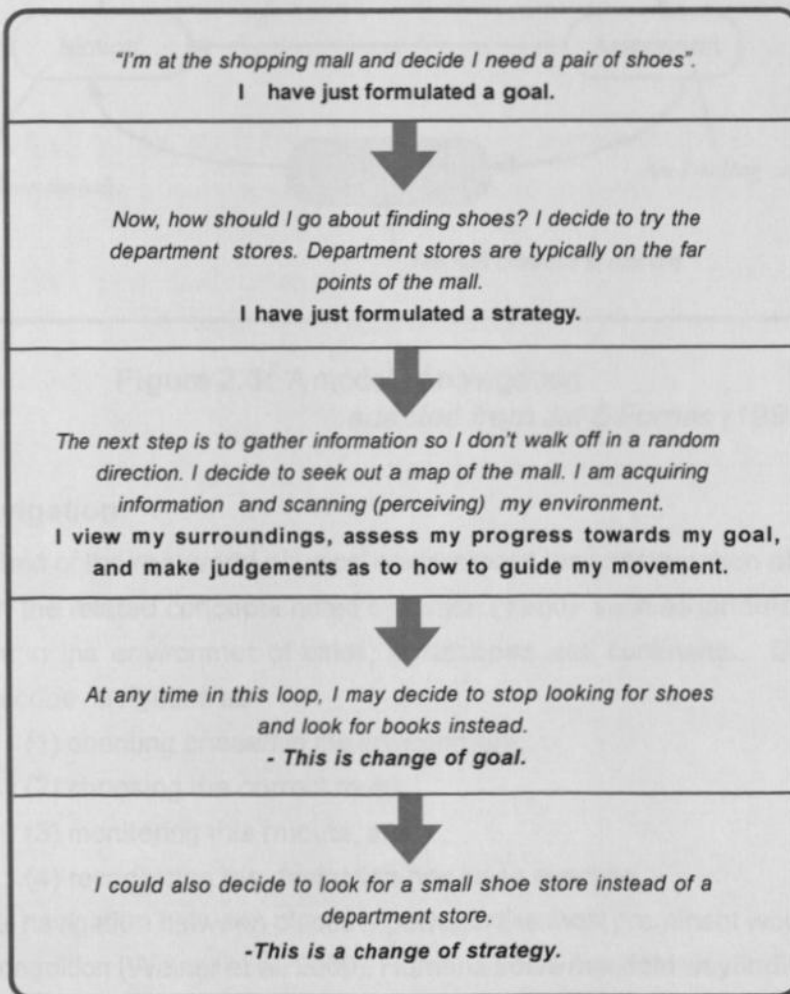 "I'm at the shopping mall and decide I need a pair of shoes".
I have just formulated a goal.
Now, how should I go about finding shoes? I decide to try the
department stores. Department stores are typically on the far
points of the mall.
I have just formulated a strategy.
The next step is to gather information so I don't walk off in a random
direction. I decide to seek out a map of the mall. I am acquiring
information and scanning (perceiving) my environment.
I view my surroundings, assess my progress towards my goal,
and make judgements as to how to guide my movement.
At any time in this loop, I may decide to stop looking for shoes
and look for books instead.
- This is change of goal.
I could also decide to look for a small shoe store instead of a
department store.
-This is a change of strategy.